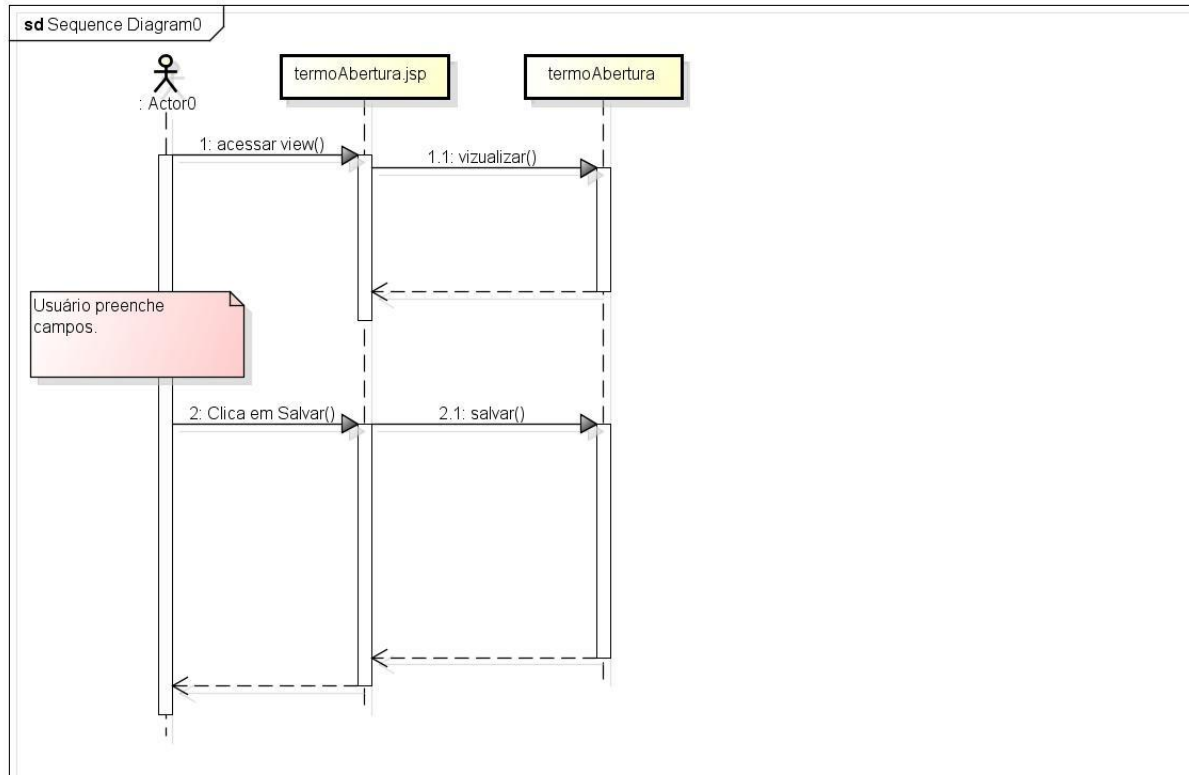 sd Sequence Diagram0
termoAbertura.jsp
termoAbertura
: Actor0
1: acessar view()
1.1: vizualizar()
Usuário preenche
campos.
2: Clica em Salvar()
2.1: salvar()